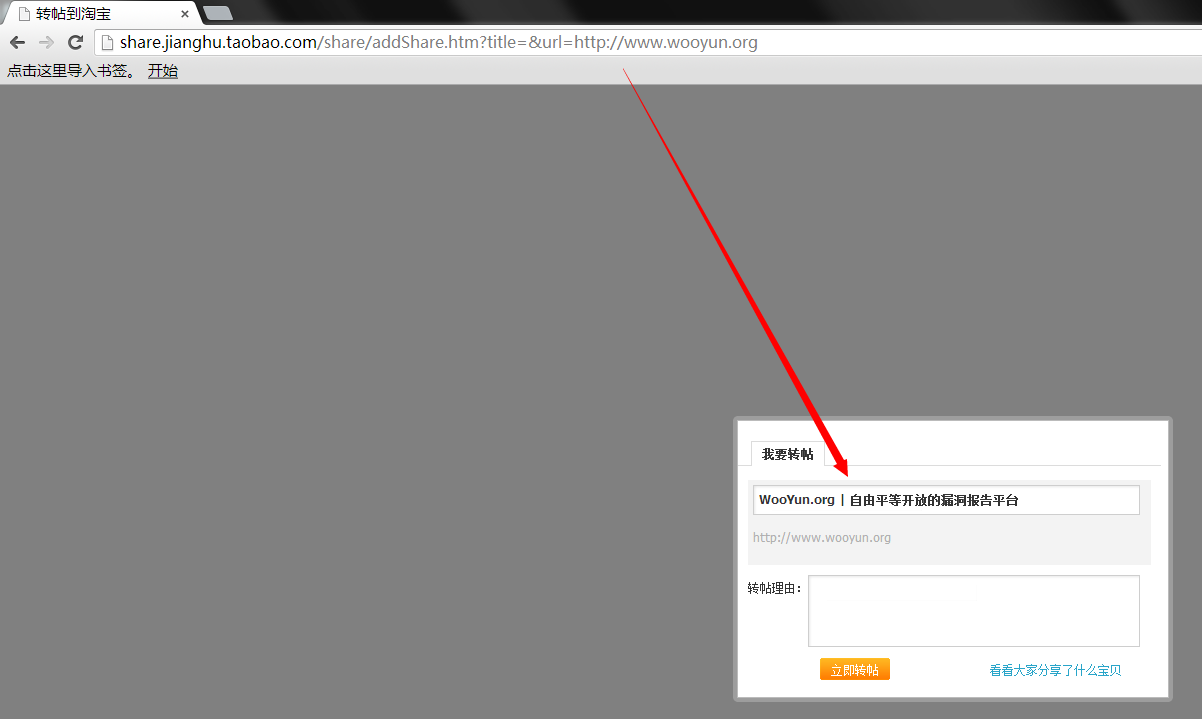 转帖到淘宝
share.jianghu.taobao.com/share/addShare.htm?title=&url=http://www.wooyun.org
点击这里导入书签。 开始
我要转帖
WooYun.org | 自由平等开放的漏洞报告平台
http://www.wooyun.org
转帖理由：
立即转帖 看看大家分享了什么宝贝